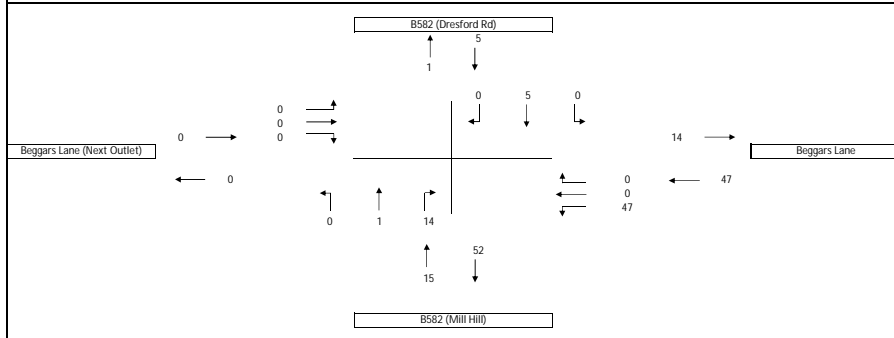 B582 (Dresford Rd)
5
1
0 5 0
0
0
0
0
14
Beggars Lane (Next Outlet)
Beggars Lane
0
0
0
47
47
0 1 14
52
15
B582 (Mill Hill)